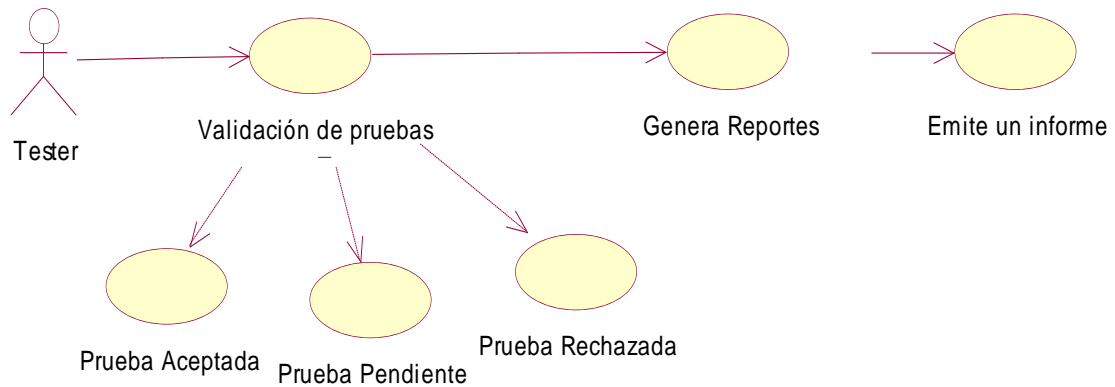 Tester
Validación de pruebas
Genera Reportes
Emite un informe
Prueba Aceptada
Prueba Pendiente
Prueba Rechazada